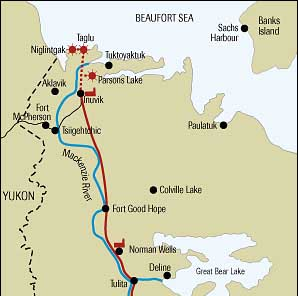 BEAUFORT SEA
Banks
Island
Sachs
Harbour
Taglu
Niglintgak
Tuktoyaktuk
Parsons Lake
Aklavik
Inuvik
Fort
McPherson
Tsiigehtchic
Paulatuk
Mackenzie River
YUKON
Colville Lake
Fort Good Hope
Norman Wells
Deline
Great Bear Lake
Tulita